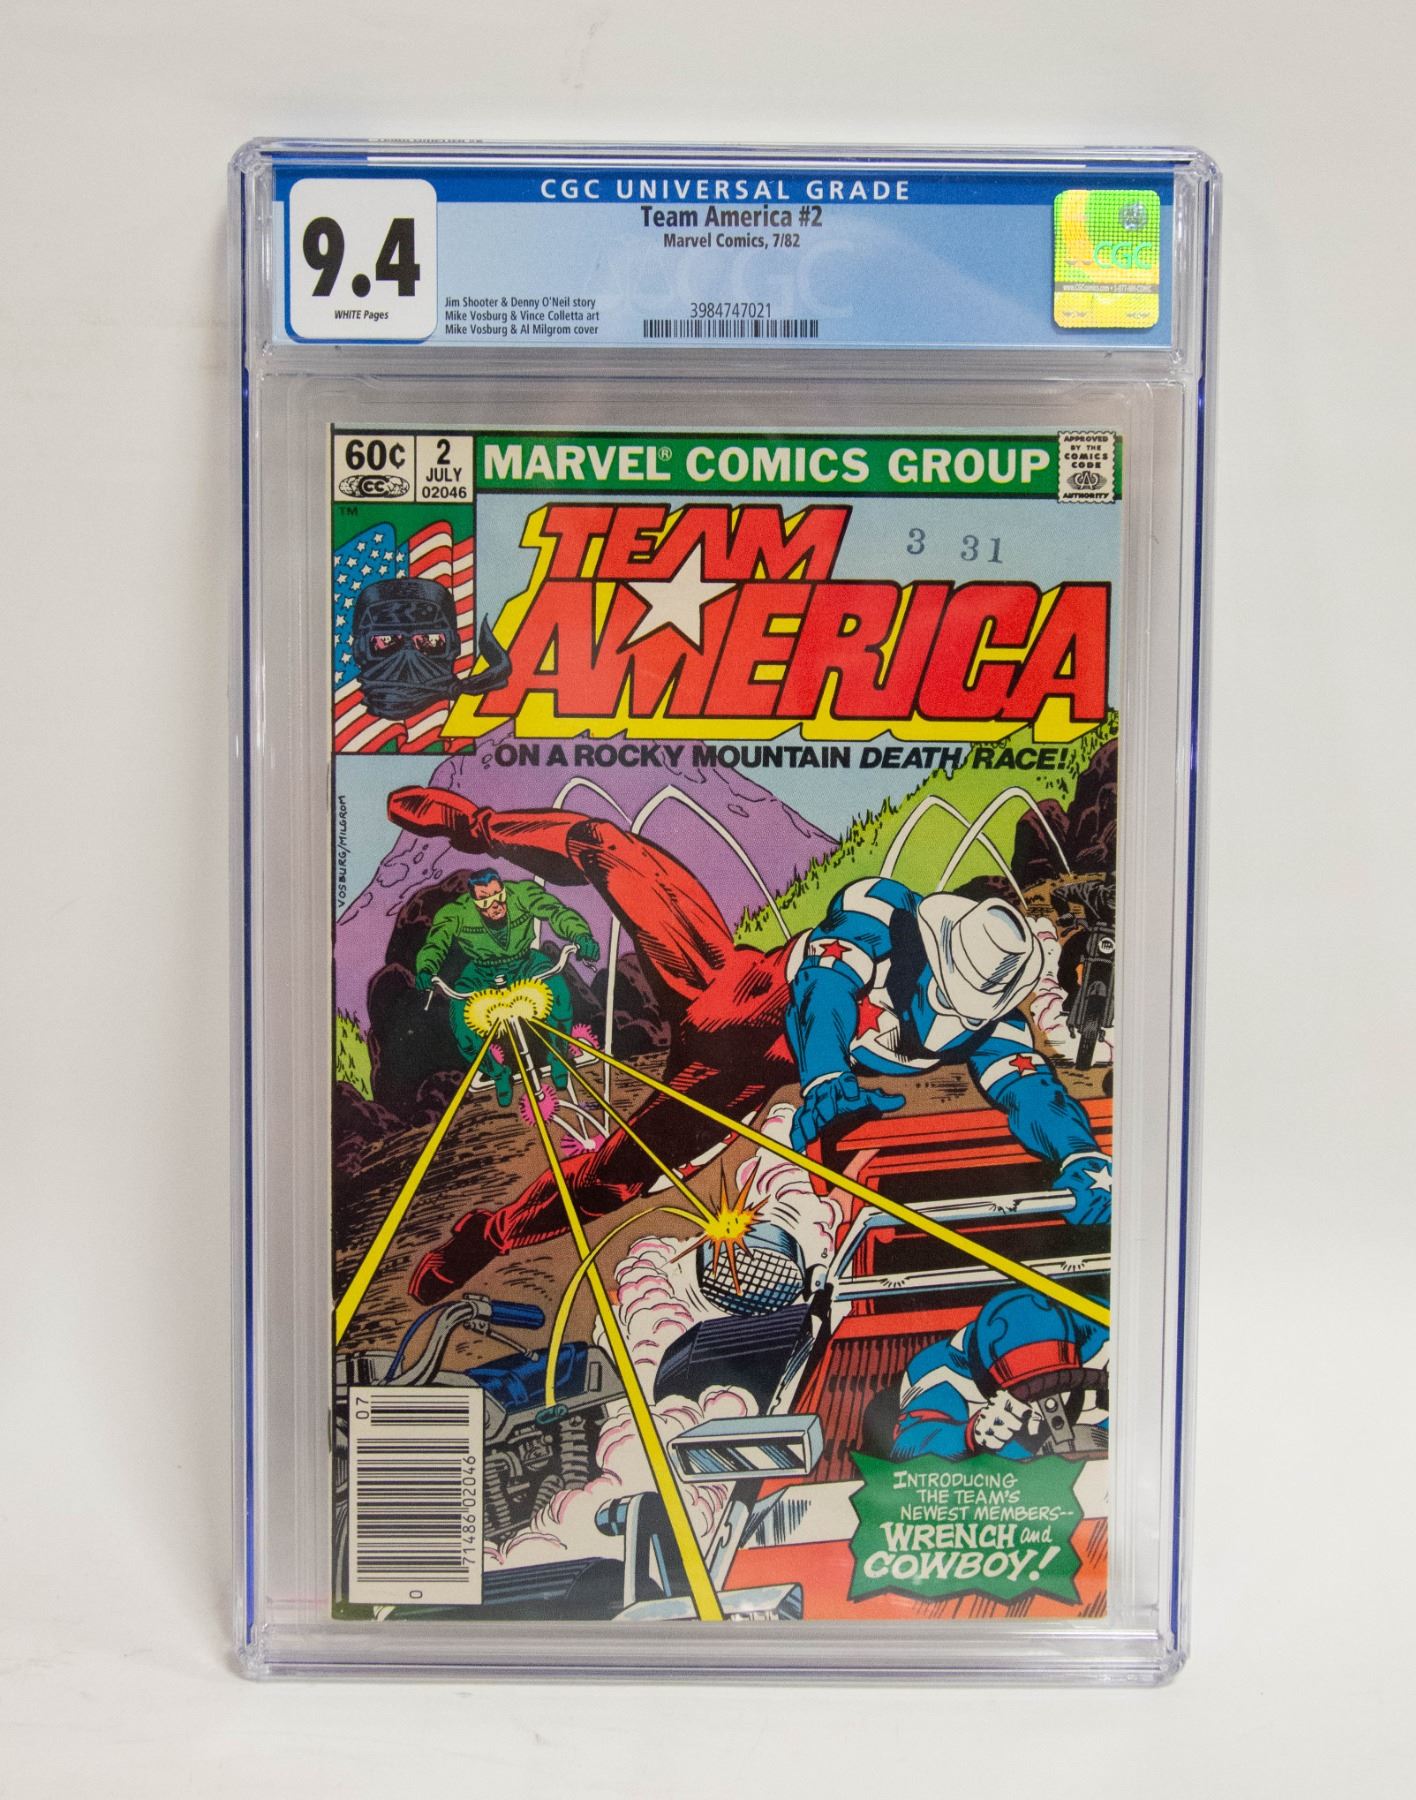 CGC UNIVERSAL GRADE
9.4
WHITE Pages
Team America #2
Marvel Comics, 7/82
Jim Shooter & Denny O'Neil story
Mike Vosburg & Vince Colletta art
Mike Vosburg & Al Milgrom cover
3984747021
CGC
60¢
CC
2
JULY
02046
MARVEL® COMICS GROUP
APPROVED
BY THE
COMICS
CODE
AUTHORITY
TM
TEAM
AMERICA
3 31
ON A ROCKY MOUNTAIN DEATH RACE!
VOSBURG/MILGROM
INTRODUCING
THE TEAM'S
NEWEST MEMBERS--
WRENCH and
COWBOY!
07
71486 02046
0